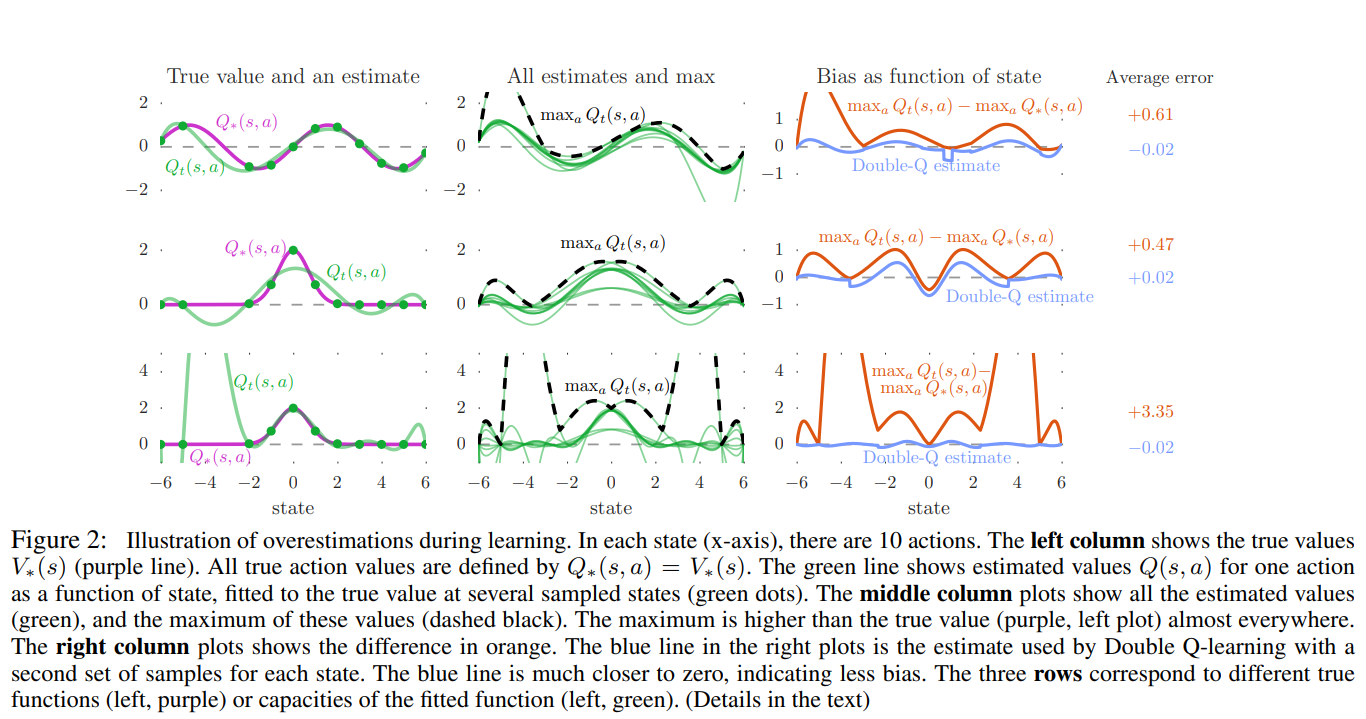 True value and an estimate
All estimates and max
Bias as function of state
Average error
2
0
−2
Q∗(s, a)
Qt(s, a)
2
0
−2
maxa Qt(s, a)
1
0
−1
maxa Qt(s, a) − maxa Q∗(s, a)
Double-Q estimate
+0.61
−0.02
2
0
Q∗(s, a)
Qt(s, a)
2
0
maxa Qt(s, a)
1
0
−1
maxa Qt(s, a) − maxa Q∗(s, a)
Double-Q estimate
+0.47
+0.02
4
2
0
Qt(s, a)
Q∗(s, a)
−6 −4 −2 0 2 4 6
state
4
2
0
maxa Qt(s, a)
−6 −4 −2 0 2 4 6
state
4
2
0
maxa Qt(s, a)−
maxa Q∗(s, a)
Double-Q estimate
−6 −4 −2 0 2 4 6
state
+3.35
−0.02
Figure 2: Illustration of overestimations during learning. In each state (x-axis), there are 10 actions. The left column shows the true values
V∗(s) (purple line). All true action values are defined by Q∗(s, a) = V∗(s). The green line shows estimated values Q(s, a) for one action
as a function of state, fitted to the true value at several sampled states (green dots). The middle column plots show all the estimated values
(green), and the maximum of these values (dashed black). The maximum is higher than the true value (purple, left plot) almost everywhere.
The right column plots shows the difference in orange. The blue line in the right plots is the estimate used by Double Q-learning with a
second set of samples for each state. The blue line is much closer to zero, indicating less bias. The three rows correspond to different true
functions (left, purple) or capacities of the fitted function (left, green). (Details in the text)